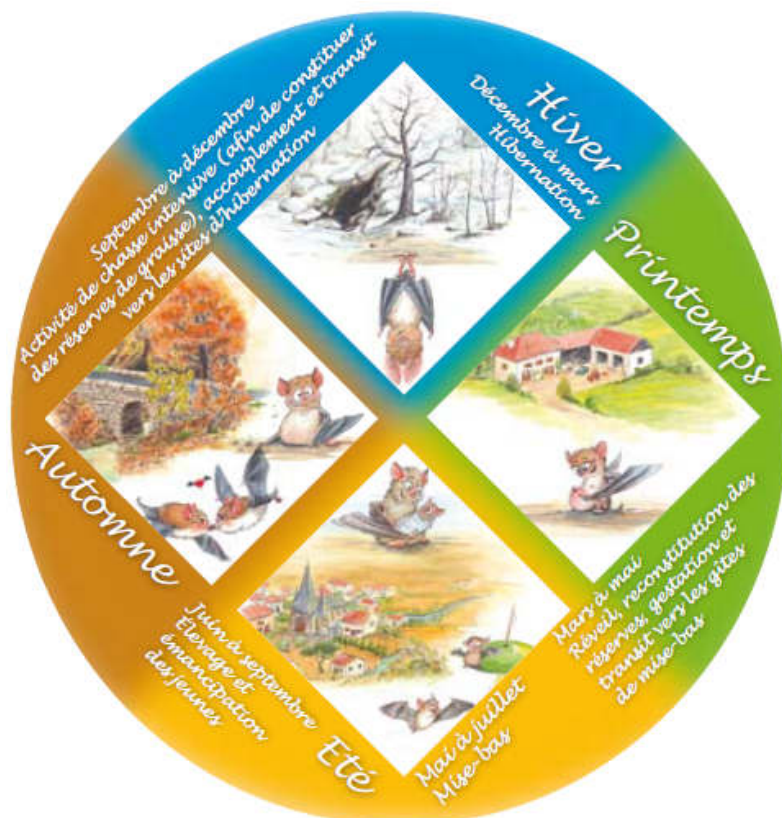 Hiver
Décembre à mars
Hibernation
Printemps
Mars à mai
Réveil, reconstitution des
réserves, gestation et
transit vers les gîtes
de mise-bas
Eté
Mai à juillet
Mise-bas
Juin à septembre
Élevage et
émancipation
des jeunes
Automne
Septembre à décembre
Activité de chasse intensive (afin de constituer
des réserves de graisse), accouplement et transit
vers les sites d'hibernation